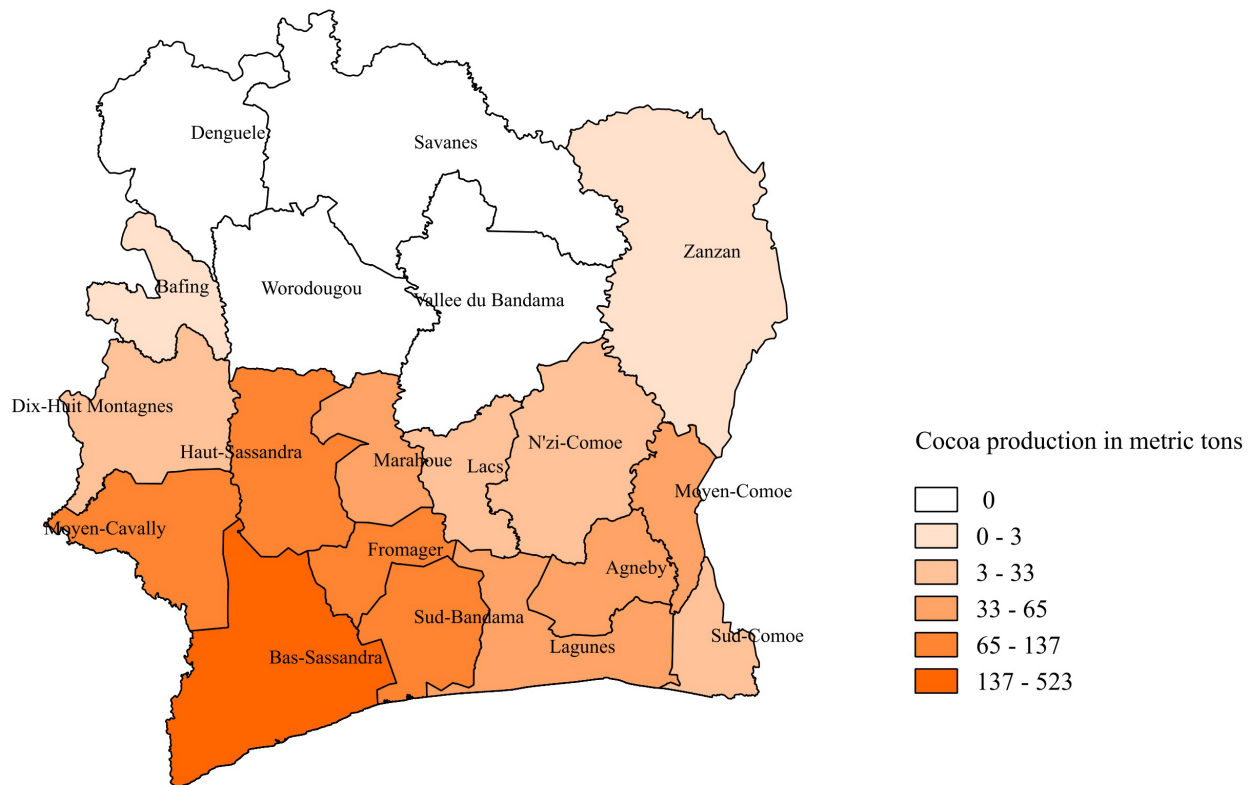 Denguele
Savanes
Zanzan
Bafing
Worodougou
Vallee du Bandama
Dix-Huit Montagnes
Haut-Sassandra
Marahoue
Lacs
N'zi-Comoe
Moyen-Comoe
Moyen-Cavally
Fromager
Agneby
Sud-Bandama
Sud-Comoe
Lagunes
Bas-Sassandra
Cocoa production in metric tons
0
0 - 3
3 - 33
33 - 65
65 - 137
137 - 523